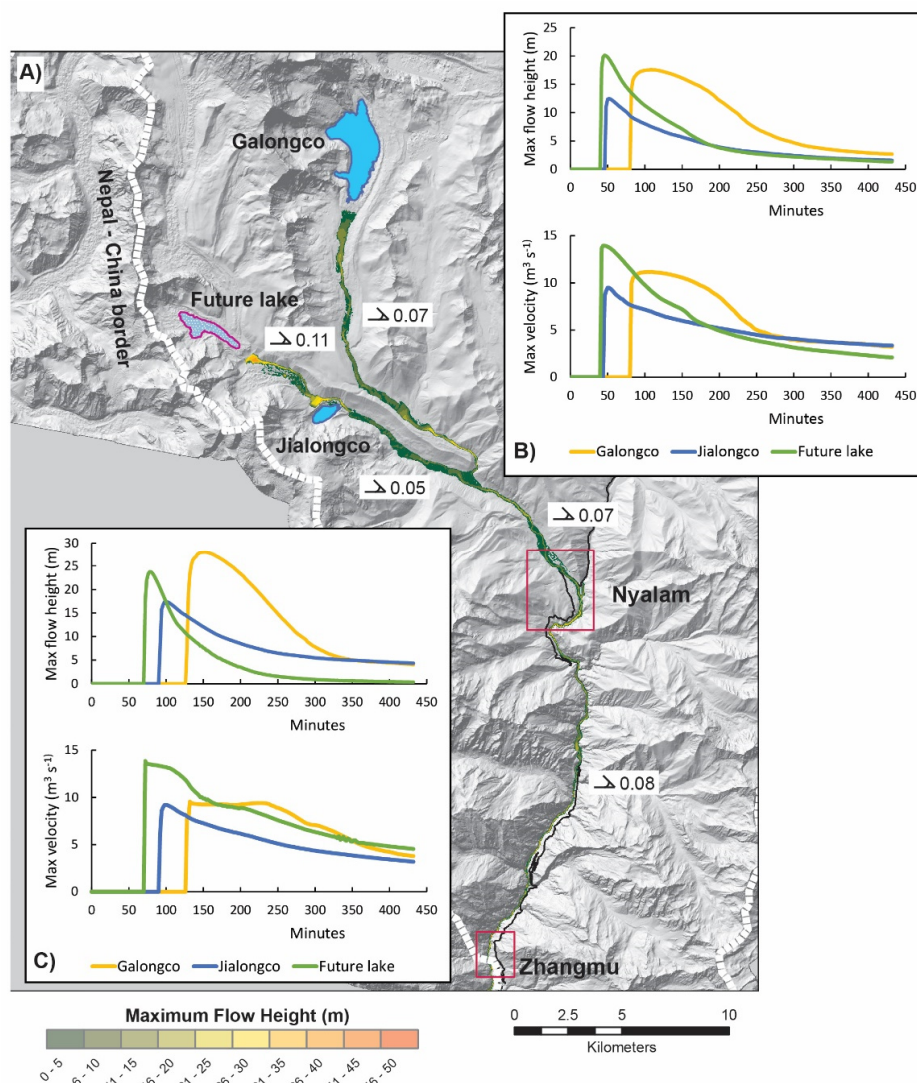 A)
Galongco
Nepal - China border
Future lake
0.11
0.07
Jialongco
0.05
0.07
Nyalam
0.08
Zhangmu
Max flow height (m)
25
20
15
10
5
0
0 50 100 150 200 250 300 350 400 450
Minutes
Max velocity (m³ s⁻¹)
15
10
5
0
0 50 100 150 200 250 300 350 400 450
Minutes
B)
Galongco Jialongco Future lake
Max flow height (m)
30
25
20
15
10
5
0
0 50 100 150 200 250 300 350 400 450
Minutes
Max velocity (m³ s⁻¹)
15
10
5
0
0 50 100 150 200 250 300 350 400 450
Minutes
C)
Galongco Jialongco Future lake
Maximum Flow Height (m)
0 - 5
0 2.5 5 10
Kilometers